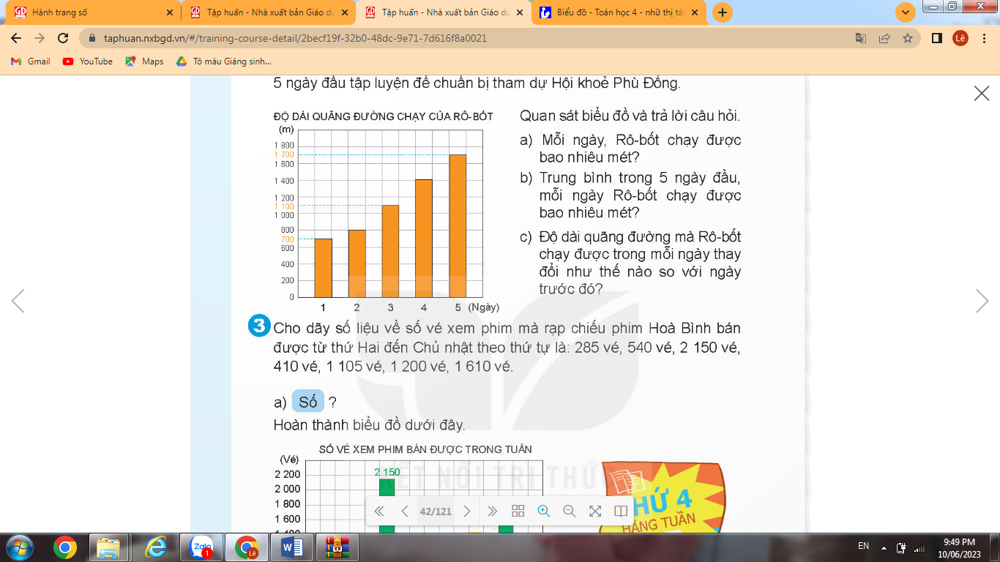 Hành trang số
Tập huấn - Nhà xuất bản Giáo dụ
Tập huấn - Nhà xuất bản Giáo dụ
Biểu đồ - Toán học 4 - nhữ thị tâ
taphuan.nxbgd.vn/#/training-course-detail/2becf19f-32b0-48dc-9e71-7d616f8a0021
Lê
Gmail
YouTube
Maps
Tô màu Giáng sinh...
5 ngày đầu tập luyện để chuẩn bị tham dự Hội khoẻ Phù Đổng.
ĐỘ DÀI QUÃNG ĐƯỜNG CHẠY CỦA RÔ-BỐT
(m)
1 800
1 700
1 600
1 400
1 200
1 100
1 000
800
700
600
400
200
0
1 2 3 4 5 (Ngày)
Quan sát biểu đồ và trả lời câu hỏi.
a) Mỗi ngày, Rô-bốt chạy được
bao nhiêu mét?
b) Trung bình trong 5 ngày đầu,
mỗi ngày Rô-bốt chạy được
bao nhiêu mét?
c) Độ dài quãng đường mà Rô-bốt
chạy được trong mỗi ngày thay
đổi như thế nào so với ngày
trước đó?
3 Cho dãy số liệu về số vé xem phim mà rạp chiếu phim Hoà Bình bán
được từ thứ Hai đến Chủ nhật theo thứ tự là: 285 vé, 540 vé, 2 150 vé,
410 vé, 1 105 vé, 1 200 vé, 1 610 vé.
a) Số ?
Hoàn thành biểu đồ dưới đây.
SỐ VÉ XEM PHIM BÁN ĐƯỢC TRONG TUẦN
(Vé)
2 200
2 000
1 800
1 600
2 150
KẾT NỐI TRI THỨC
THỨ 4
HẰNG TUẦN
42/121
Zalo
1
Lê
EN
9:49 PM
10/06/2023